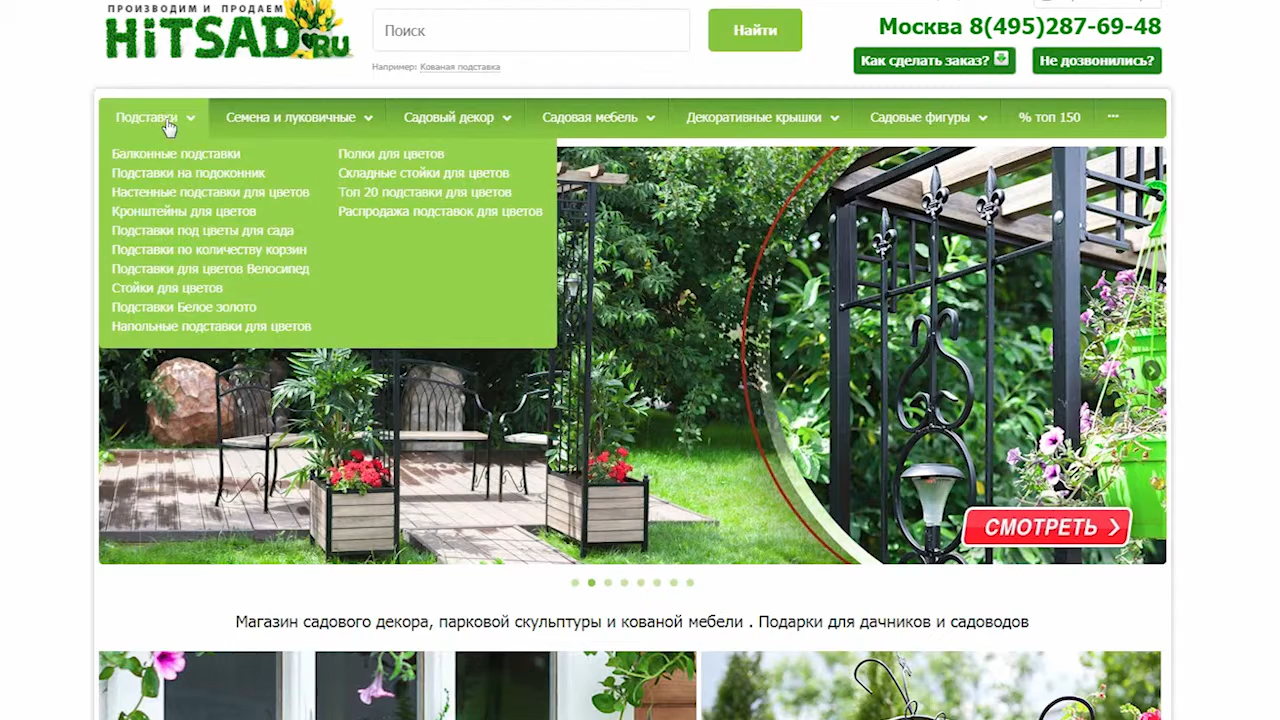 ПРОИЗВОДИМ И ПРОДАЕМ
HiTSAD.RU
Поиск
Найти
Например: Кованая подставка
Москва 8(495)287-69-48
Как сделать заказ?
Не дозвонились?
Подставки
Семена и луковичные
Садовый декор
Садовая мебель
Декоративные крышки
Садовые фигуры
% топ 150
Балконные подставки
Подставки на подоконник
Настенные подставки для цветов
Кронштейны для цветов
Подставки под цветы для сада
Подставки по количеству корзин
Подставки для цветов Велосипед
Стойки для цветов
Подставки Белое золото
Напольные подставки для цветов
Полки для цветов
Складные стойки для цветов
Топ 20 подставки для цветов
Распродажа подставок для цветов
СМОТРЕТЬ
Магазин садового декора, парковой скульптуры и кованой мебели . Подарки для дачников и садоводов